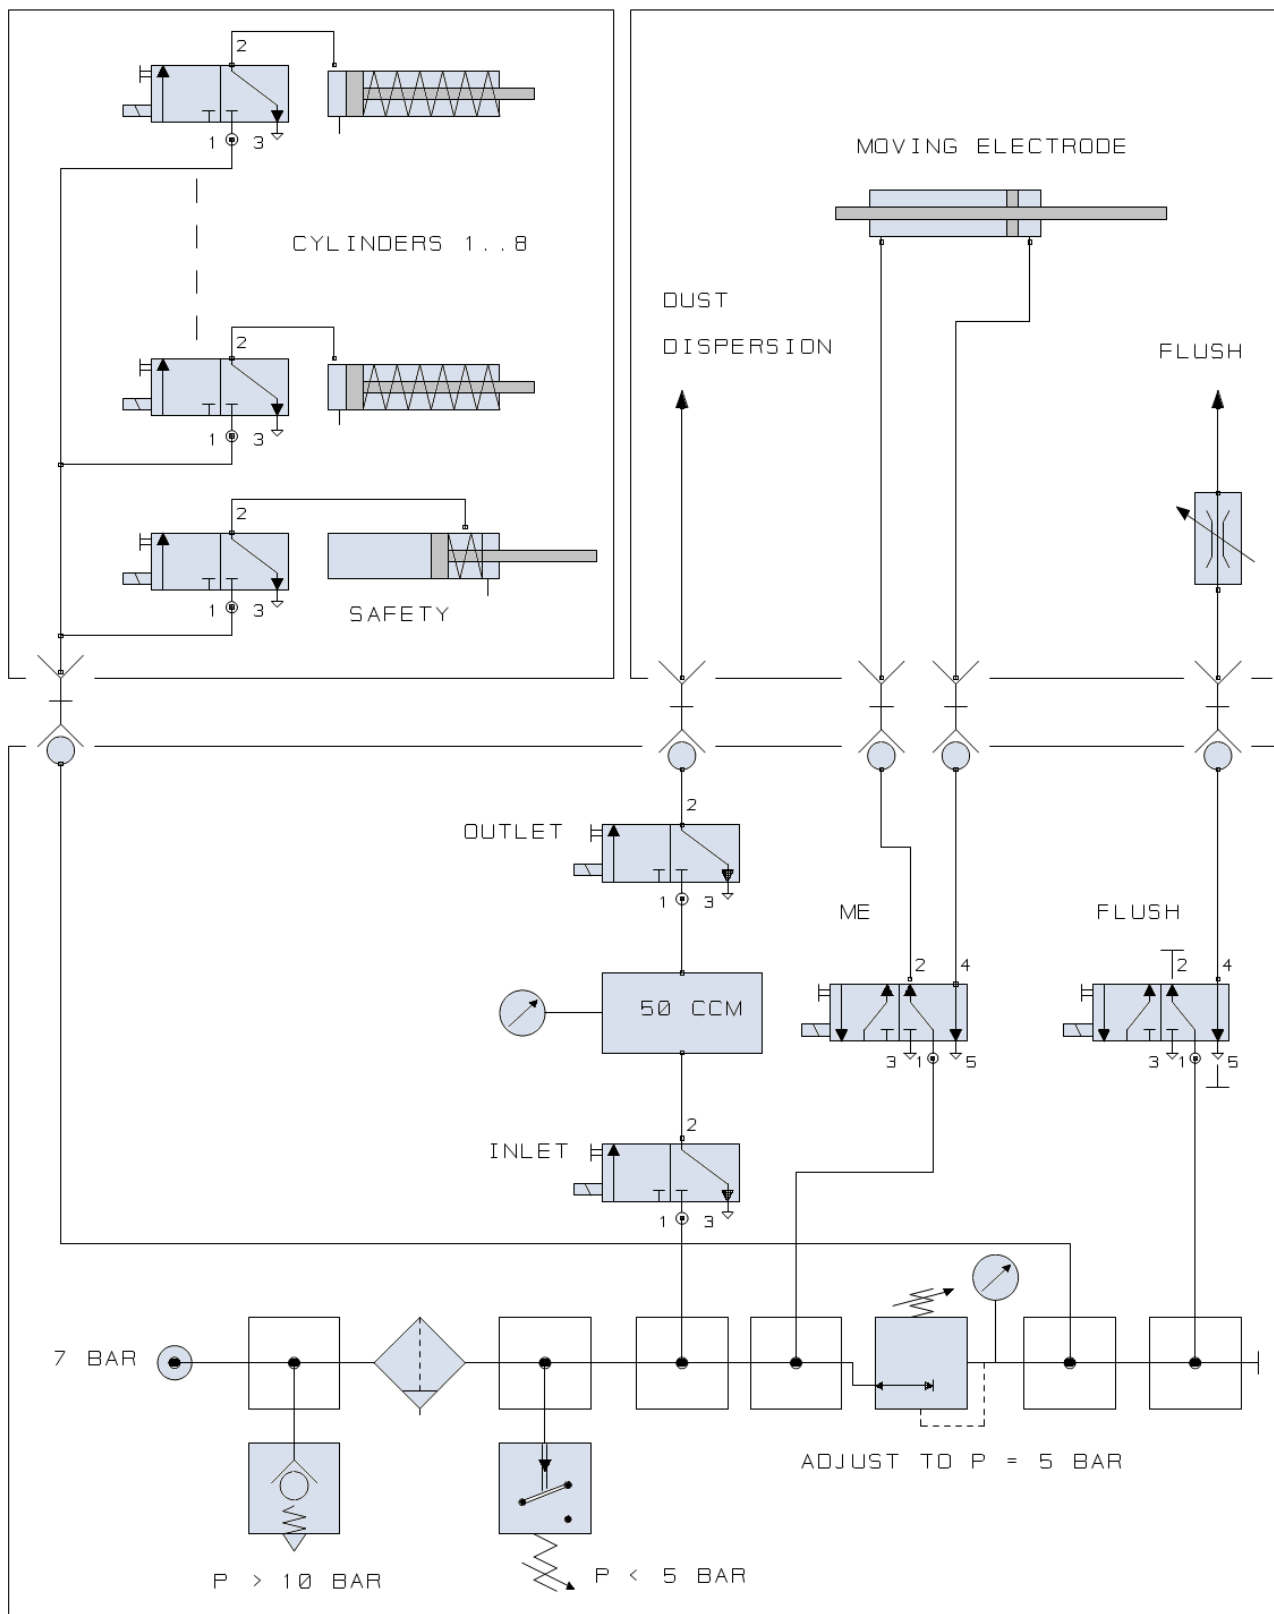 2
1 3
CYLINDERS 1..8
2
1 3
2
1 3
SAFETY
MOVING ELECTRODE
DUST
DISPERSION
FLUSH
2
OUTLET
1 3
50 CCM
2
INLET
1 3
ME
2 4
3 1 5
FLUSH
2 4
3 1 5
7 BAR
ADJUST TO P = 5 BAR
P > 10 BAR
P < 5 BAR